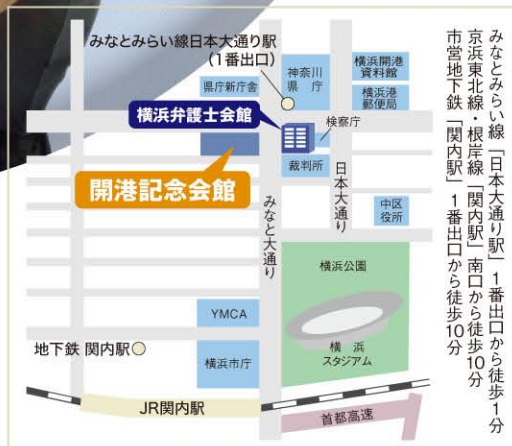 みなとみらい線日本大通り駅
(1番出口)
県庁新庁舎
神奈川
県 庁
横浜開港
資料館
横浜港
郵便局
横浜弁護士会館
検察庁
裁判所
開港記念会館
みなと大通り
日本大通り
中区
役所
横浜公園
YMCA
横 浜
スタジアム
地下鉄 関内駅
横浜市庁
JR関内駅
首都高速
みなとみらい線「日本大通り駅」1番出口から徒歩1分
京浜東北線・根岸線「関内駅」南口から徒歩10分
市営地下鉄「関内駅」1番出口から徒歩10分